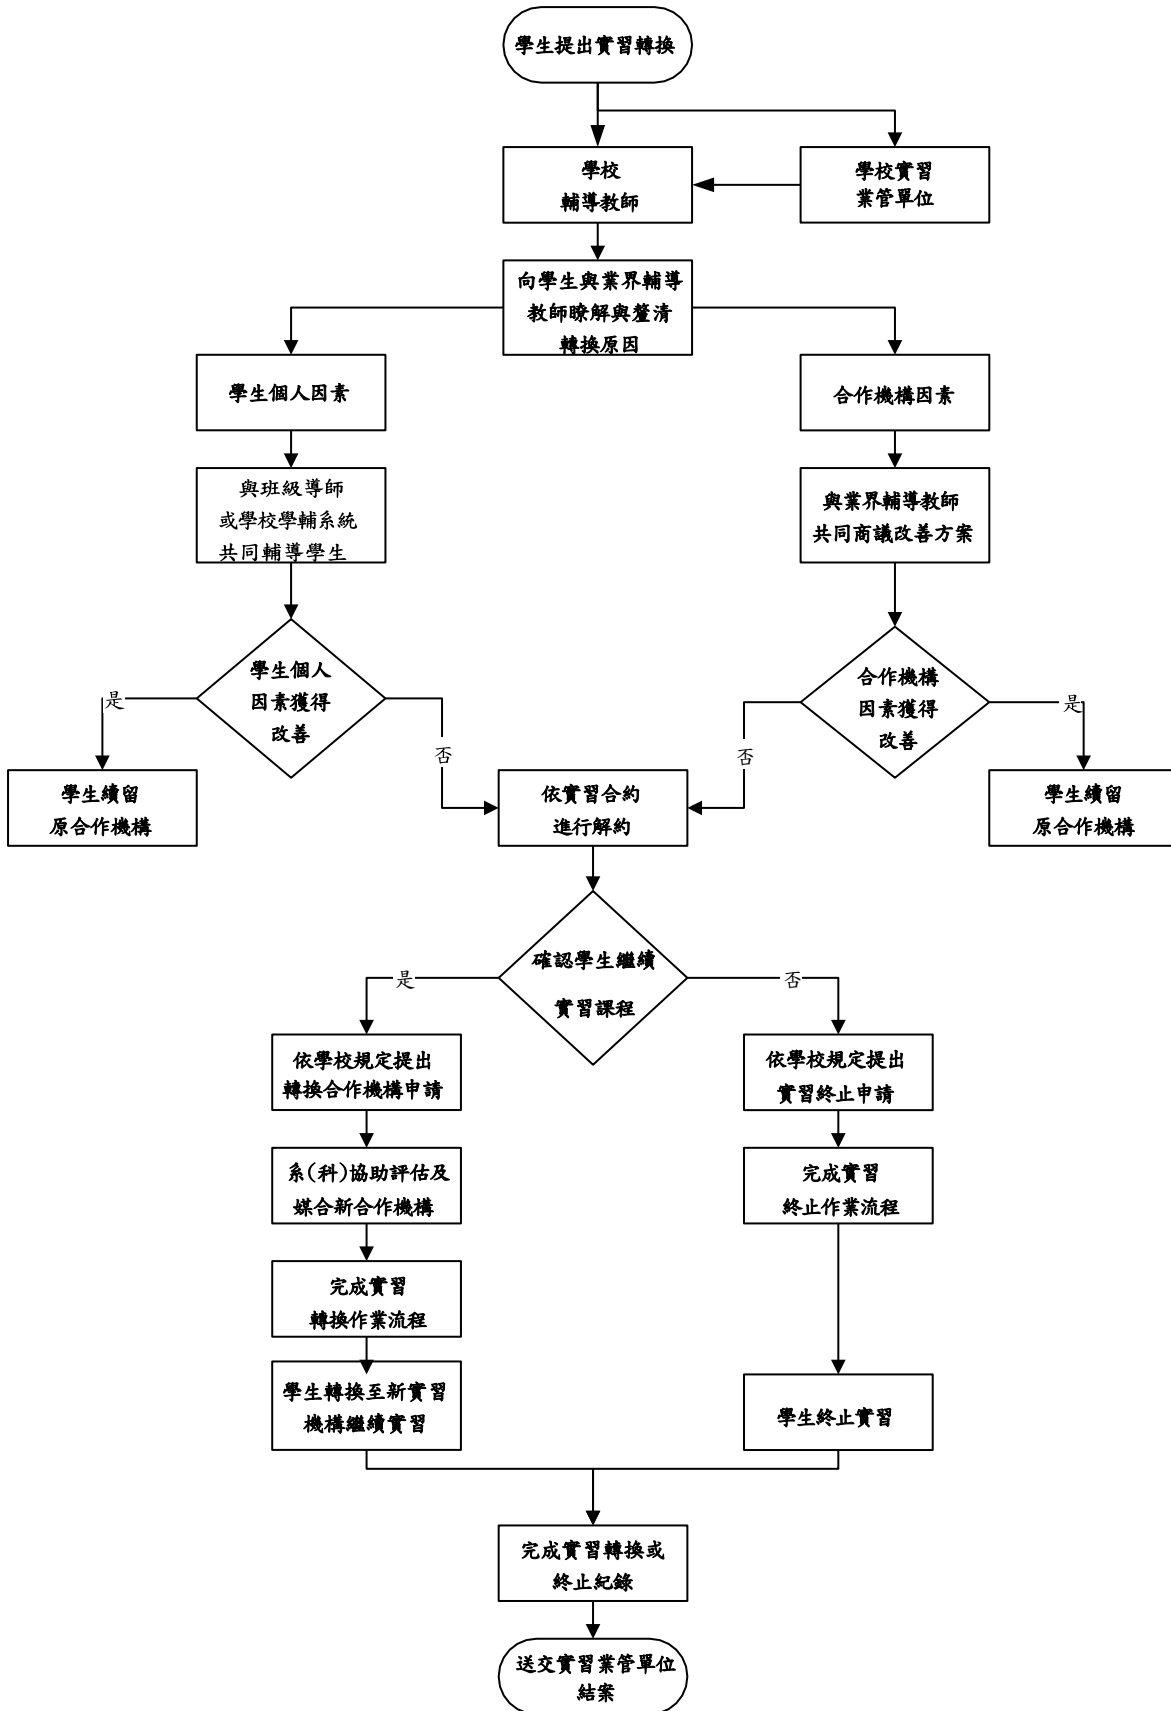 學生提出實習轉換
學校
輔導教師
學校實習
業管單位
向學生與業界輔導
教師瞭解與釐清
轉換原因
學生個人因素
合作機構因素
與班級導師
或學校學輔系統
共同輔導學生
與業界輔導教師
共同商議改善方案
學生個人
因素獲得
改善
合作機構
因素獲得
改善
是
否
否
是
學生續留
原合作機構
依實習合約
進行解約
學生續留
原合作機構
確認學生繼續
實習課程
是
否
依學校規定提出
轉換合作機構申請
依學校規定提出
實習終止申請
系(科)協助評估及
媒合新合作機構
完成實習
終止作業流程
完成實習
轉換作業流程
學生轉換至新實習
機構繼續實習
學生終止實習
完成實習轉換或
終止紀錄
送交實習業管單位
結案